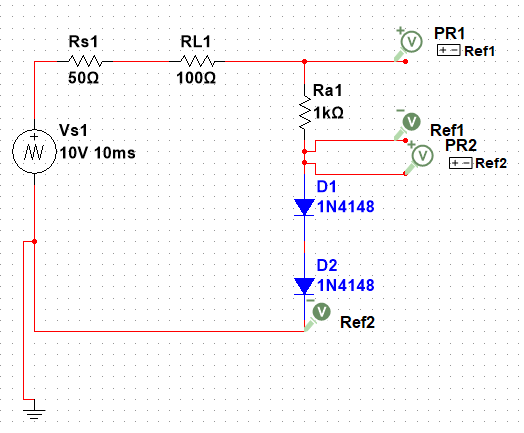 Rs1
50Ω
RL1
100Ω
+
V
PR1
+ - Ref1
Ra1
1kΩ
-
V
Ref1
+
V
PR2
+ - Ref2
+
Vs1
10V 10ms
D1
1N4148
D2
1N4148
-
V
Ref2